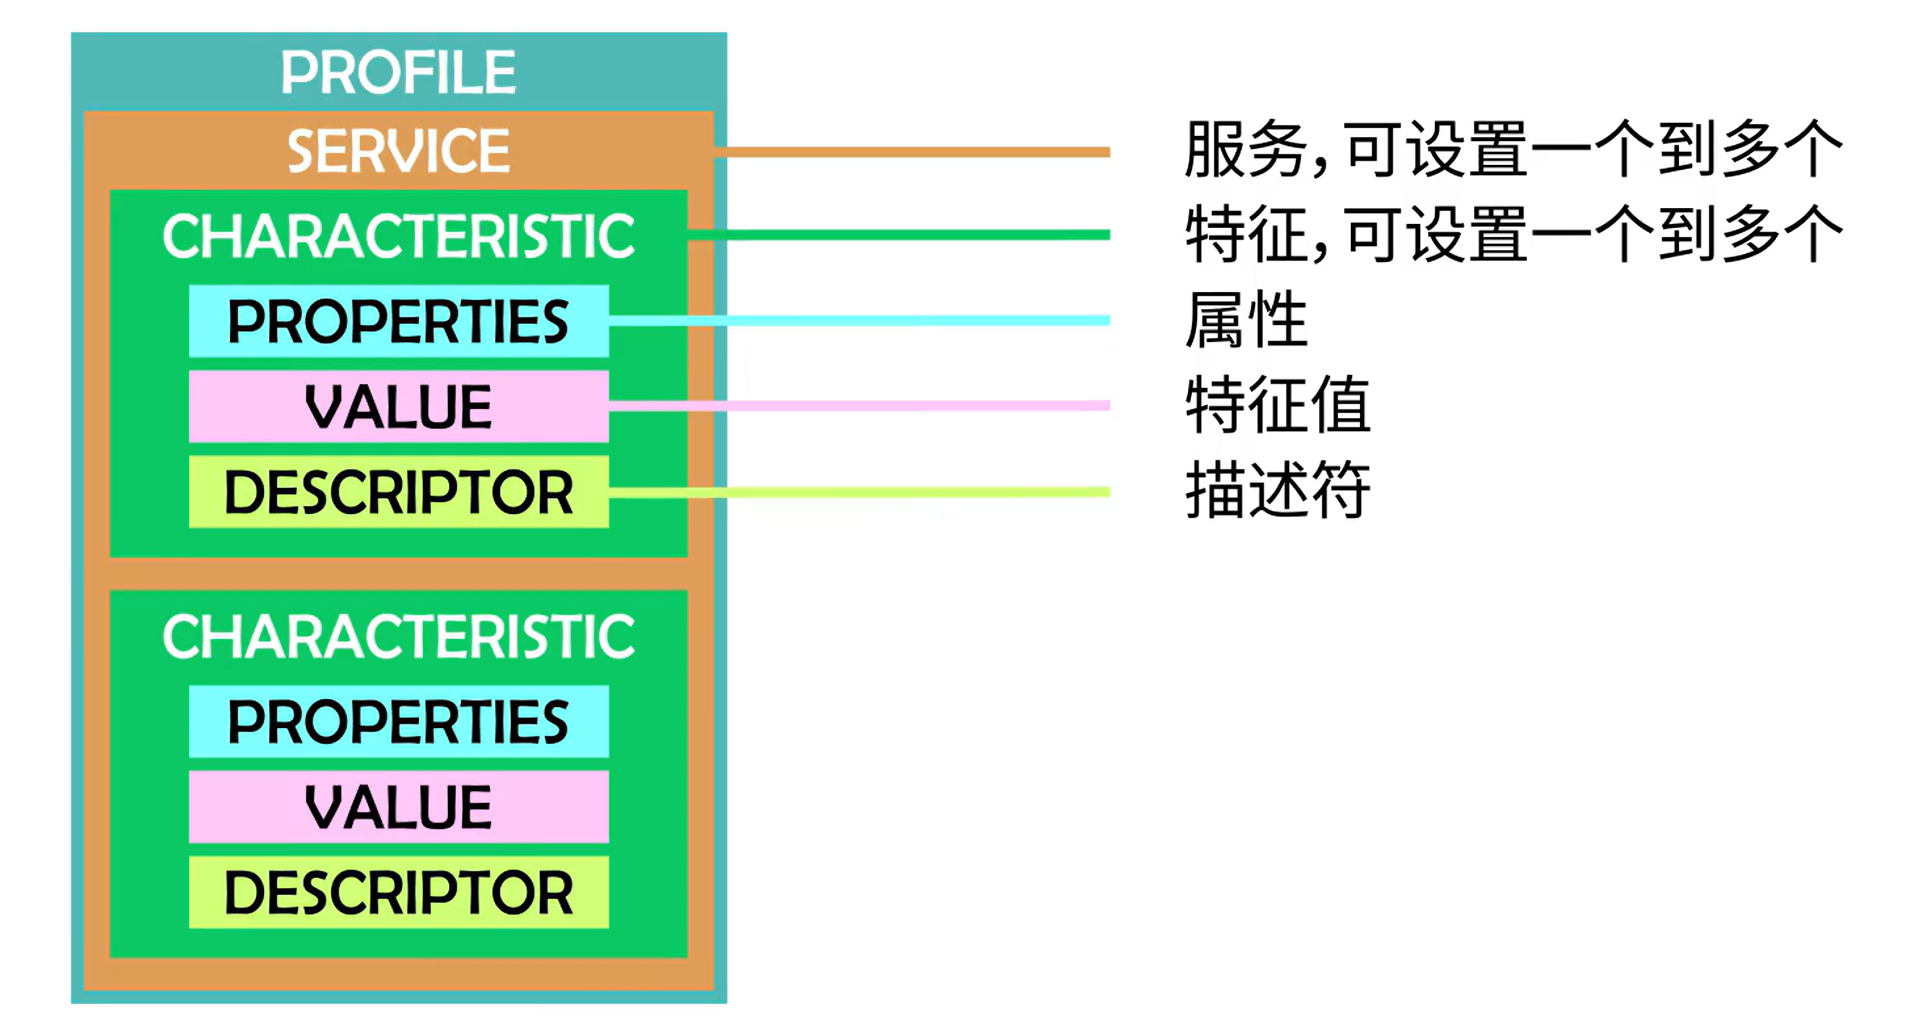 PROFILE
SERVICE
服务，可设置一个到多个
CHARACTERISTIC
特征，可设置一个到多个
PROPERTIES
属性
VALUE
特征值
DESCRIPTOR
描述符
CHARACTERISTIC
PROPERTIES
VALUE
DESCRIPTOR